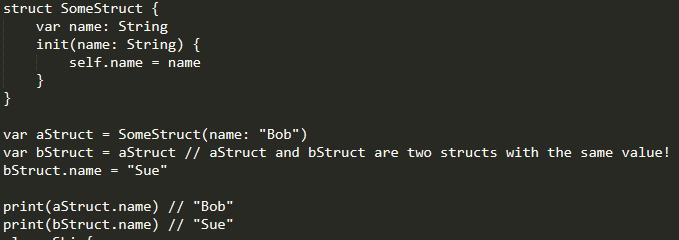 struct SomeStruct {
    var name: String
    init(name: String) {
        self.name = name
    }
}

var aStruct = SomeStruct(name: "Bob")
var bStruct = aStruct // aStruct and bStruct are two structs with the same value!
bStruct.name = "Sue"

print(aStruct.name) // "Bob"
print(bStruct.name) // "Sue"